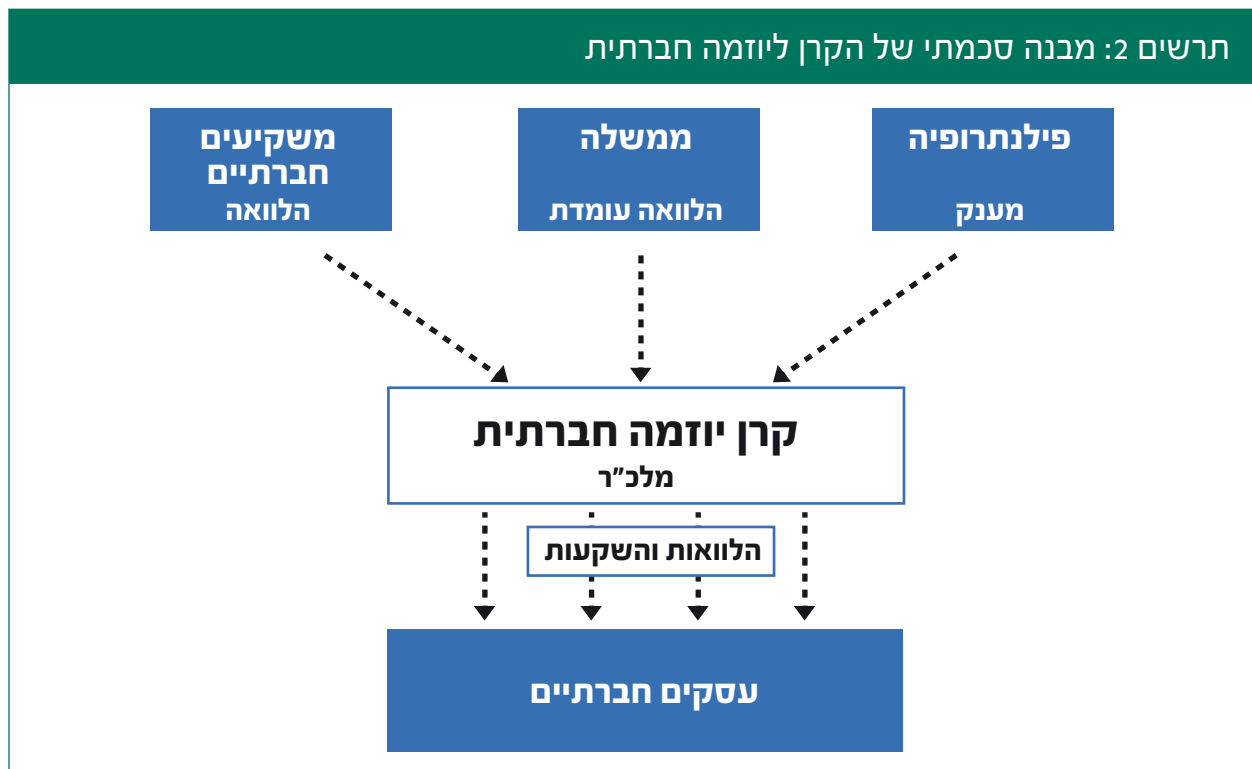 תרשים 2: מבנה סכמתי של הקרן ליוזמה חברתית
פילנתרופיה
מענק
ממשלה
הלוואה עומדת
משקיעים
חברתיים
הלוואה
קרן יוזמה חברתית
מלכ"ר
הלוואות והשקעות
עסקים חברתיים